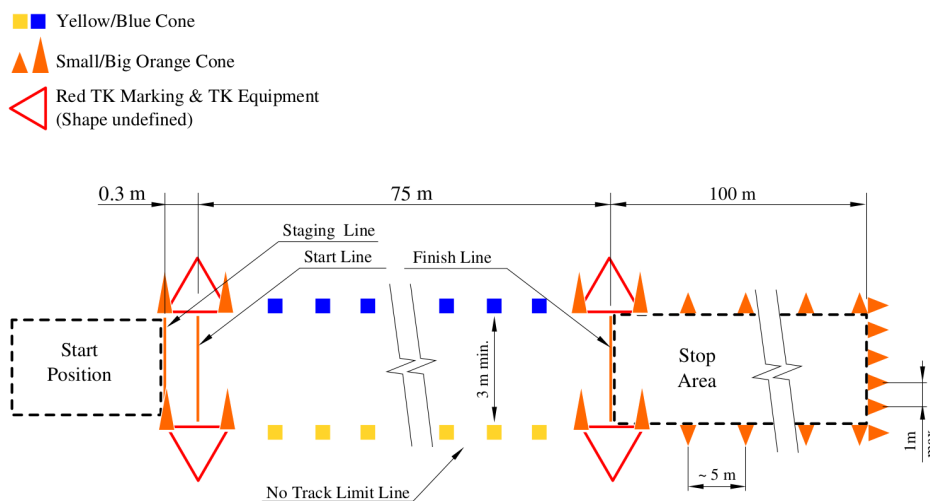 Yellow/Blue Cone
Small/Big Orange Cone
Red TK Marking & TK Equipment
(Shape undefined)
0.3 m
75 m
100 m
Staging Line
Start Line
Finish Line
Start
Position
3 m min.
Stop
Area
1m
max
~ 5 m
No Track Limit Line